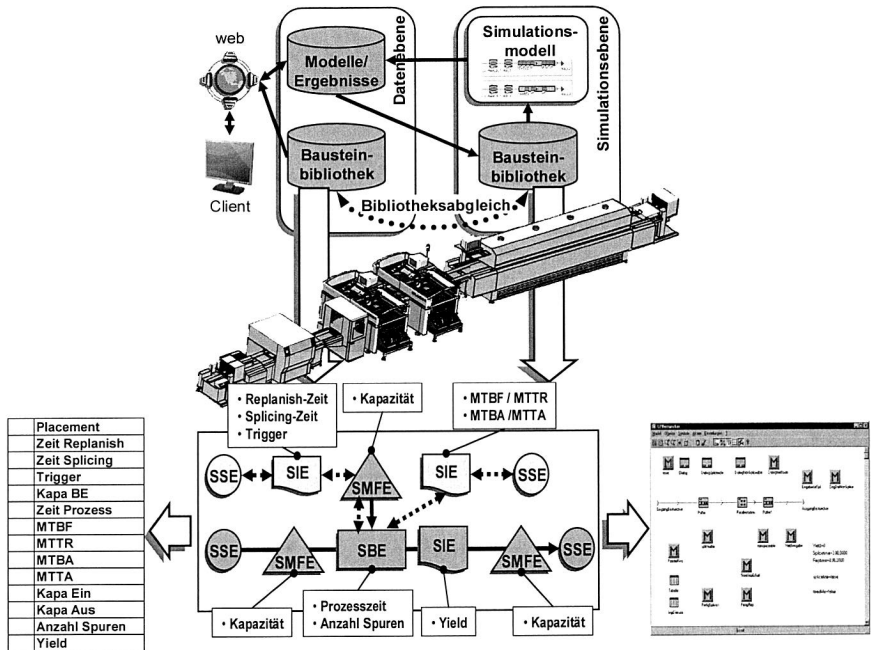 web
Client
Modelle/
Ergebnisse
Baustein-
bibliothek
Datenebene
Simulations-
modell
Baustein-
bibliothek
Simulationsebene
Bibliotheksabgleich
• Replanish-Zeit
• Splicing-Zeit
• Trigger
• Kapazität
• MTBF / MTTR
• MTBA /MTTA
SSE
SIE
SMFE
SIE
SSE
SSE
SMFE
SBE
SIE
SMFE
SSE
• Kapazität
• Prozesszeit
• Anzahl Spuren
• Yield
• Kapazität
Placement
Zeit Replanish
Zeit Splicing
Trigger
Kapa BE
Zeit Prozess
MTBF
MTTR
MTBA
MTTA
Kapa Ein
Kapa Aus
Anzahl Spuren
Yield